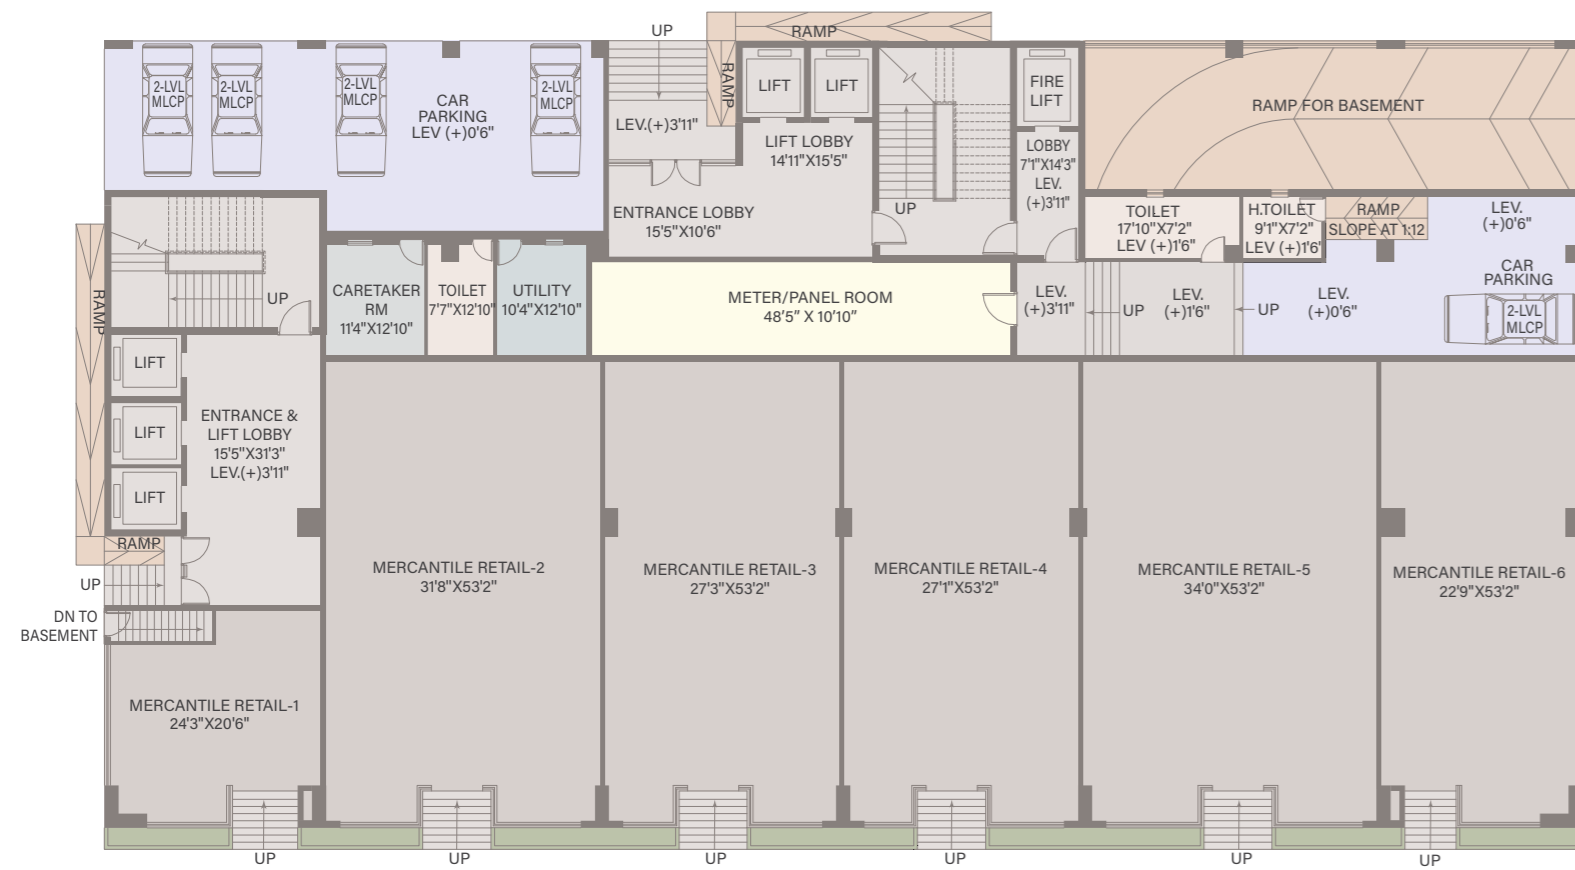 UP
RAMP
RAMP
2-LVL
MLCP
2-LVL
MLCP
2-LVL
MLCP
2-LVL
MLCP
CAR
PARKING
LEV (+)0'6"
LEV.(+)3'11"
LIFT
LIFT
LIFT LOBBY
14'11"X15'5"
ENTRANCE LOBBY
15'5"X10'6"
UP
FIRE
LIFT
LOBBY
7'1"X14'3"
LEV.
(+)3'11"
RAMP FOR BASEMENT
TOILET
17'10"X7'2"
LEV (+)1'6"
H.TOILET
9'1"X7'2"
LEV (+)1'6"
RAMP
SLOPE AT 1:12
LEV.
(+)0'6"
CAR
PARKING
2-LVL
MLCP
LEV.
(+)0'6"
UP
LEV.
(+)1'6"
UP
LEV.
(+)3'11"
METER/PANEL ROOM
48'5" X 10'10"
UTILITY
10'4"X12'10"
TOILET
7'7"X12'10"
CARETAKER
RM
11'4"X12'10"
UP
RAMP
LIFT
LIFT
LIFT
ENTRANCE &
LIFT LOBBY
15'5"X31'3"
LEV.(+)3'11"
RAMP
UP
DN TO
BASEMENT
MERCANTILE RETAIL-1
24'3"X20'6"
MERCANTILE RETAIL-2
31'8"X53'2"
MERCANTILE RETAIL-3
27'3"X53'2"
MERCANTILE RETAIL-4
27'1"X53'2"
MERCANTILE RETAIL-5
34'0"X53'2"
MERCANTILE RETAIL-6
22'9"X53'2"
UP
UP
UP
UP
UP
UP